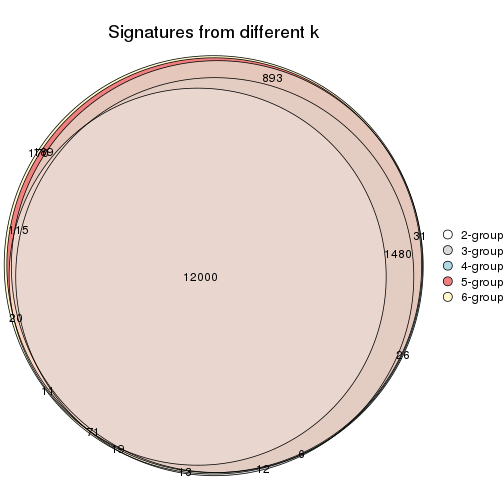 Signatures from different k
893
115
31
1480
12000
20
26
11
71
19
13
12
6
2-group
3-group
4-group
5-group
6-group